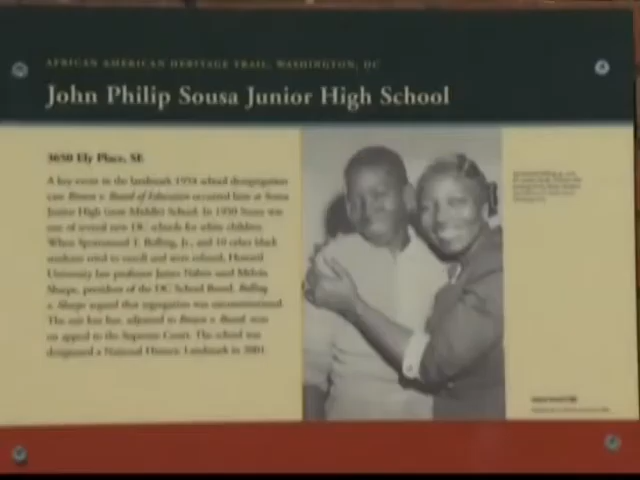 AFRICAN AMERICAN HERITAGE TRAIL, WASHINGTON, DC
John Philip Sousa Junior High School
3650 Ely Place, SE
A key event in the landmark 1954 school desegregation
case Brown v. Board of Education occurred here at Sousa
Junior High (now Middle) School. In 1950 Sousa was
one of several new DC schools for white children.
When Spottswood T. Bolling, Jr., and 10 other black
students tried to enroll and were refused, Howard
University law professor James Nabrit sued Melvin
Sharpe, president of the DC School Board. Bolling
v. Sharpe argued that segregation was unconstitutional.
The suit but lost, adjoined to Brown v. Board, won
on appeal to the Supreme Court. The school was
designated a National Historic Landmark in 2001.